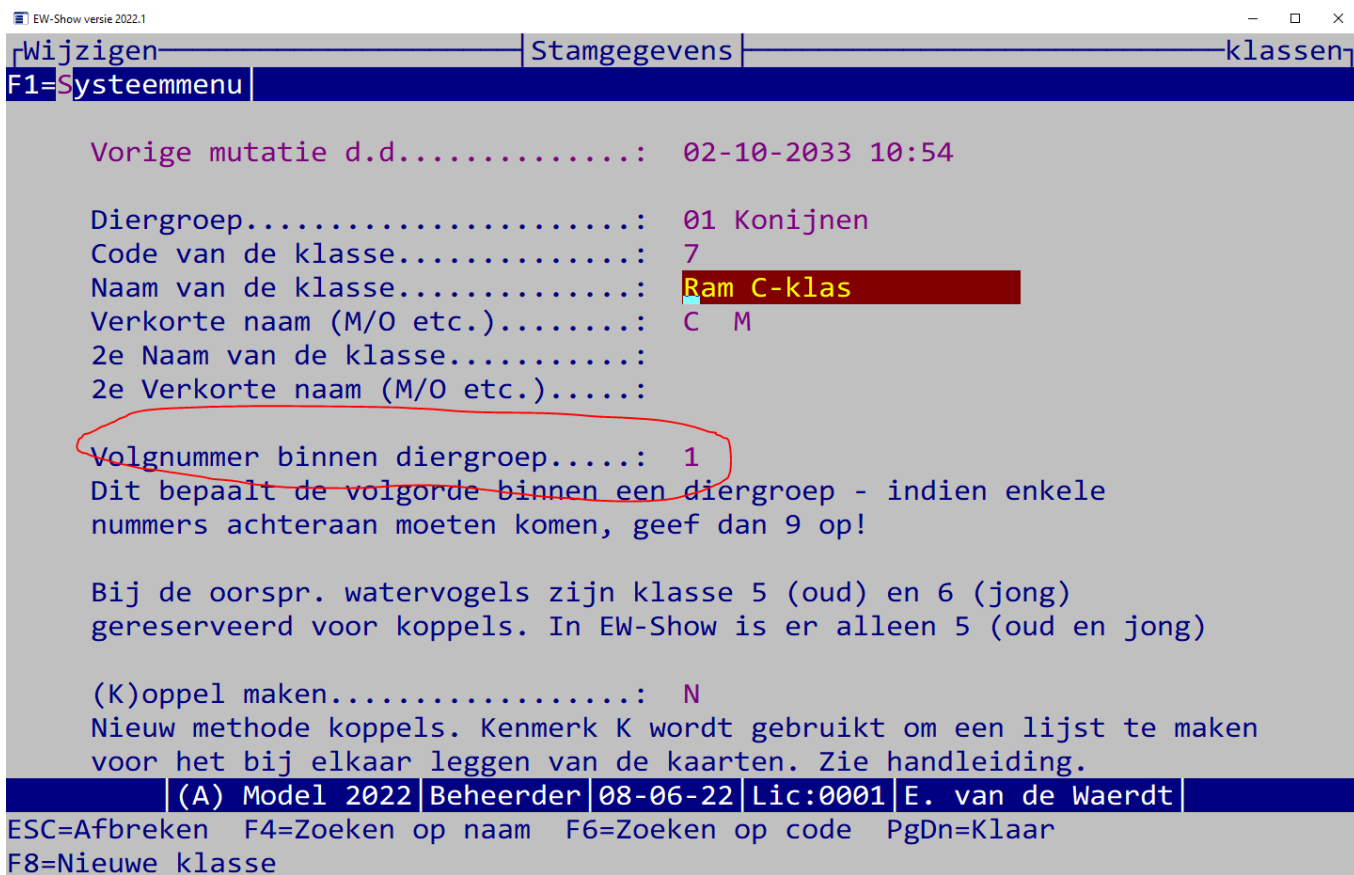 EW-Show versie 2022.1
Wijzigen Stamgegevens klassen
F1=Systeemmenu
Vorige mutatie d.d..............: 02-10-2033 10:54
Diergroep.......................: 01 Konijnen
Code van de klasse..............: 7
Naam van de klasse..............: Ram C-klas
Verkorte naam (M/O etc.)........: C M
2e Naam van de klasse...........:
2e Verkorte naam (M/O etc.).....:
Volgnummer binnen diergroep.....: 1
Dit bepaalt de volgorde binnen een diergroep - indien enkele
nummers achteraan moeten komen, geef dan 9 op!
Bij de oorspr. watervogels zijn klasse 5 (oud) en 6 (jong)
gereserveerd voor koppels. In EW-Show is er alleen 5 (oud en jong)
(K)oppel maken..................: N
Nieuw methode koppels. Kenmerk K wordt gebruikt om een lijst te maken
voor het bij elkaar leggen van de kaarten. Zie handleiding.
(A) Model 2022 Beheerder 08-06-22 Lic:0001 E. van de Waerdt
ESC=Afbreken F4=Zoeken op naam F6=Zoeken op code PgDn=Klaar
F8=Nieuwe klasse